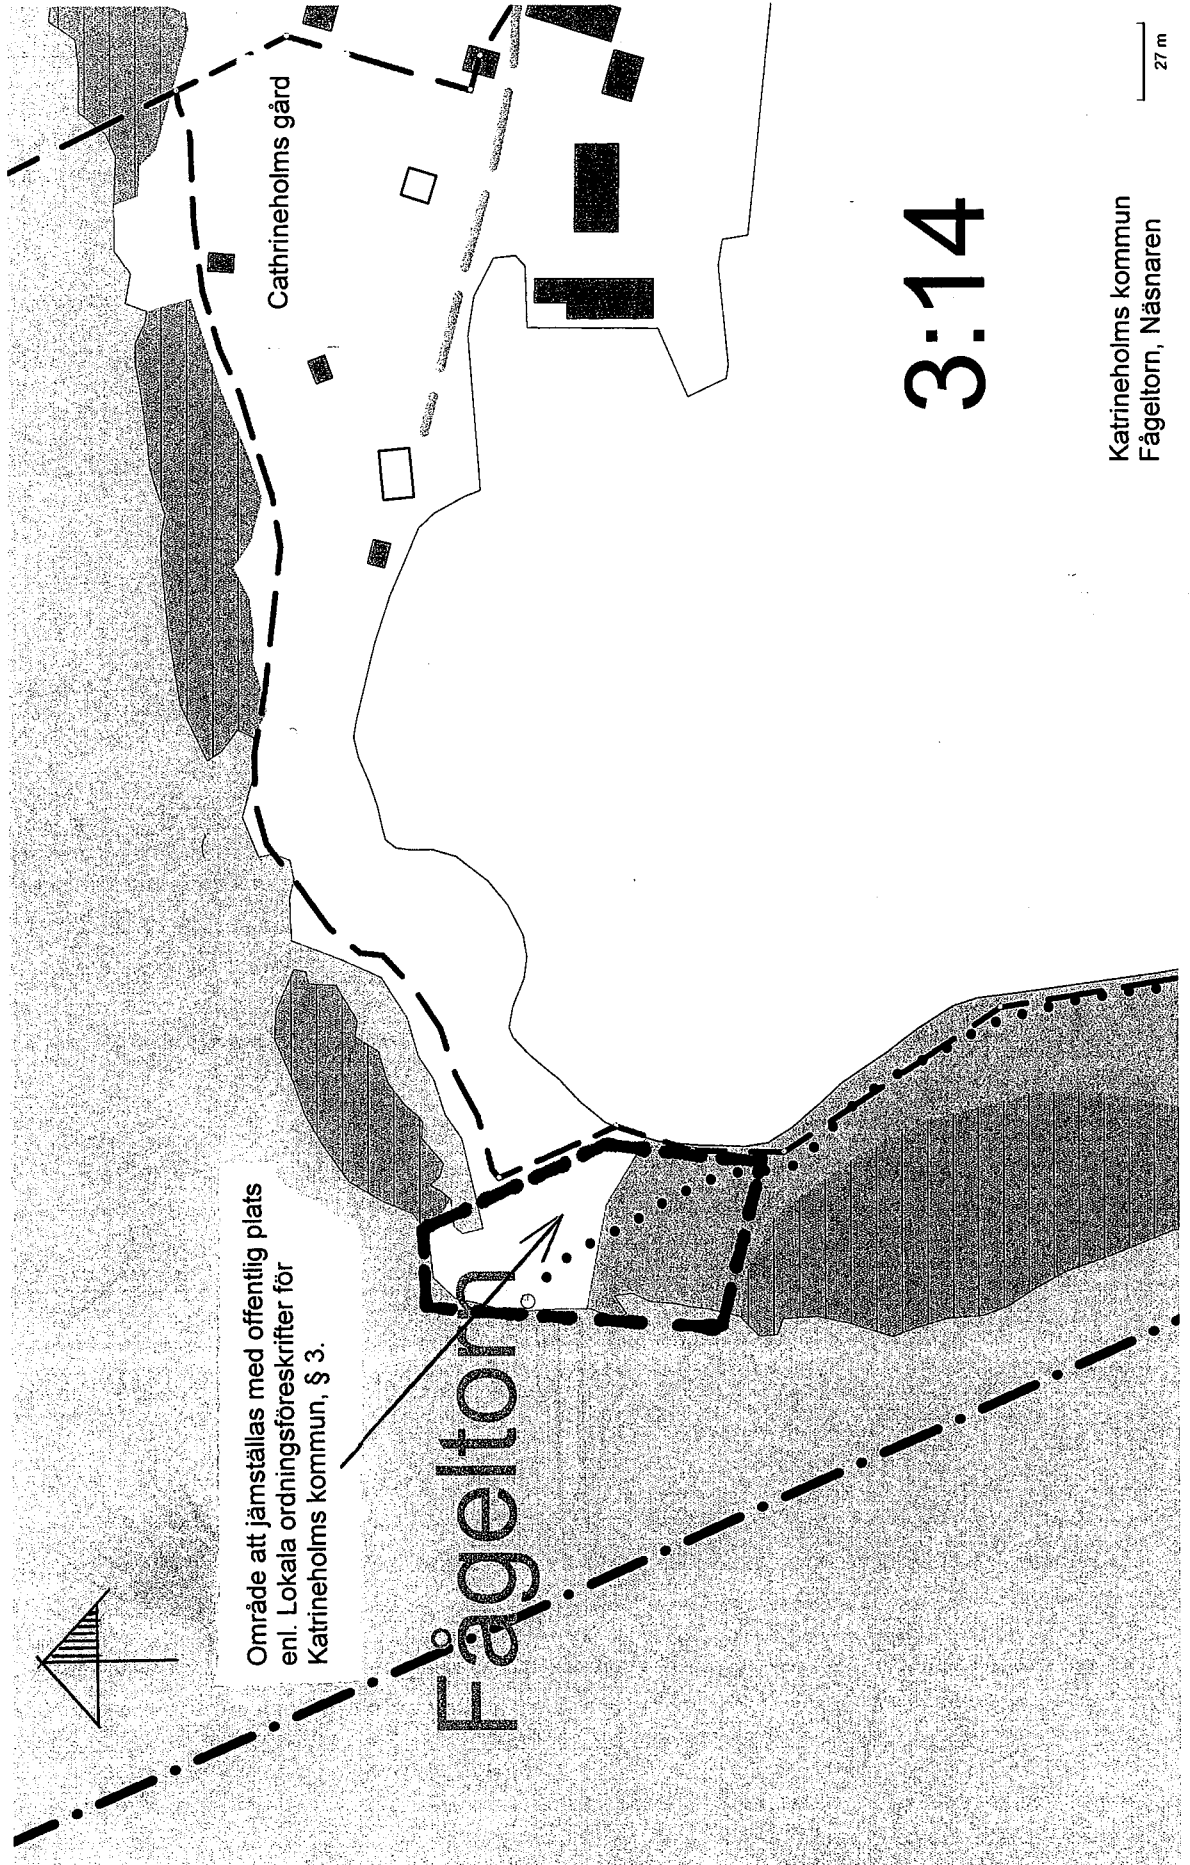 Område att jämställas med offentlig plats
enl. Lokala ordningsföreskrifter för
Katrineholms kommun, § 3.
Fågeltorn
Cathrineholms gård
3:14
Katrineholms kommun
Fågeltorn, Näsnaren
27 m